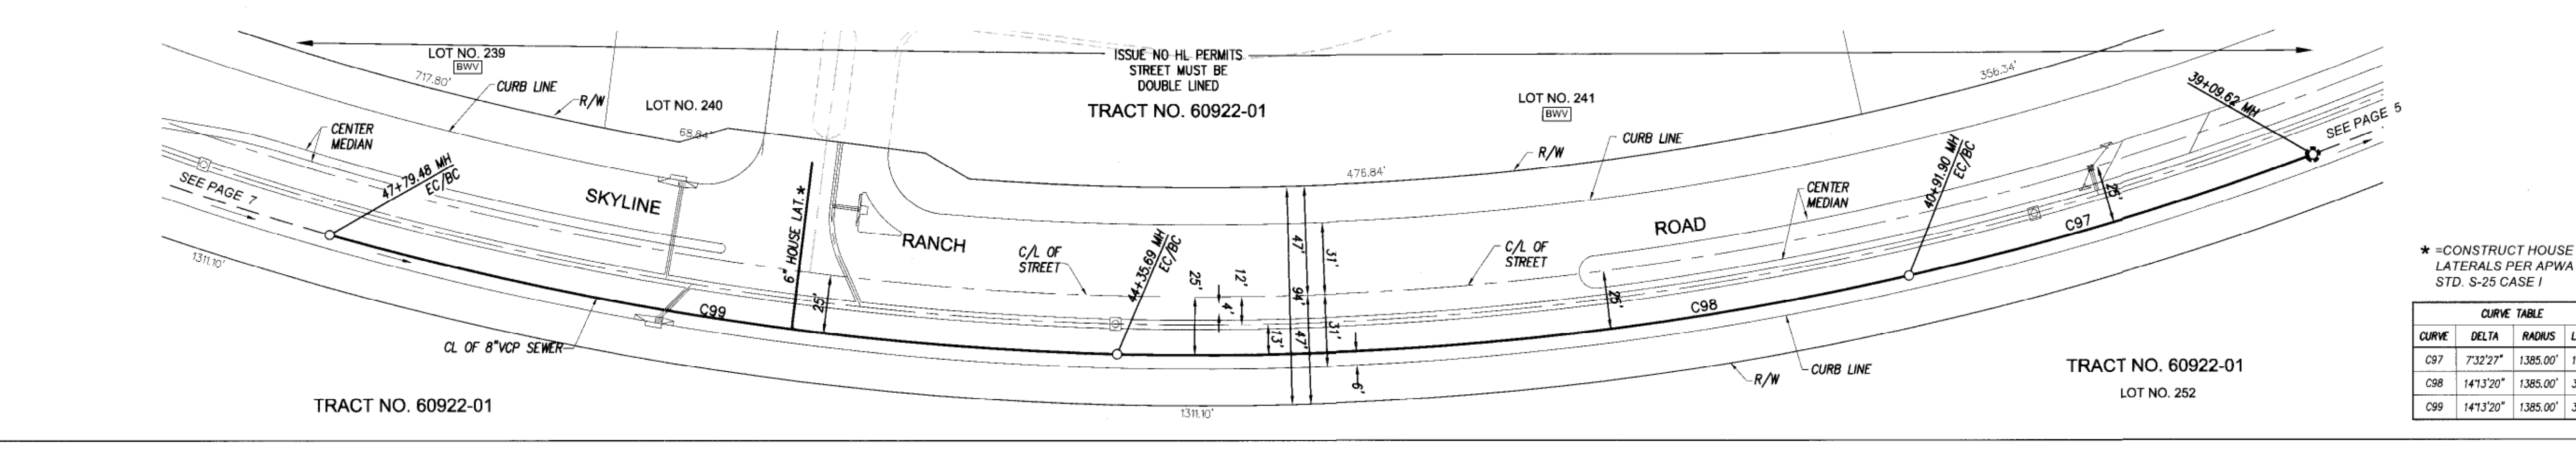 ISSUE NO HL PERMITS
STREET MUST BE
DOUBLE LINED
TRACT NO. 60922-01
LOT NO. 239
BWV
717.80'
CURB LINE
R/W
LOT NO. 240
68.84'
CENTER
MEDIAN
SEE PAGE 7
47+79.48 MH
EC/BC
SKYLINE
6" HOUSE LAT.*
RANCH
25'
C99
1311.10'
CL OF 8"VCP SEWER
TRACT NO. 60922-01
C/L OF
STREET
44+35.69 MH
EC/BC
25'
12'
4'
13'
47'
94'
47'
31'
31'
6'
475.84'
1311.10'
LOT NO. 241
BWV
R/W
CURB LINE
C/L OF
STREET
ROAD
25'
C98
CENTER
MEDIAN
40+91.90 MH
EC/BC
356.34'
39+09.62 MH
SEE PAGE 5
25'
C97
CURB LINE
R/W
TRACT NO. 60922-01
LOT NO. 252
* =CONSTRUCT HOUSE
LATERALS PER APWA
STD. S-25 CASE I
CURVE TABLE
CURVE DELTA RADIUS L
C97 7°32'27" 1385.00' 1
C98 14°13'20" 1385.00' 3
C99 14°13'20" 1385.00' 3